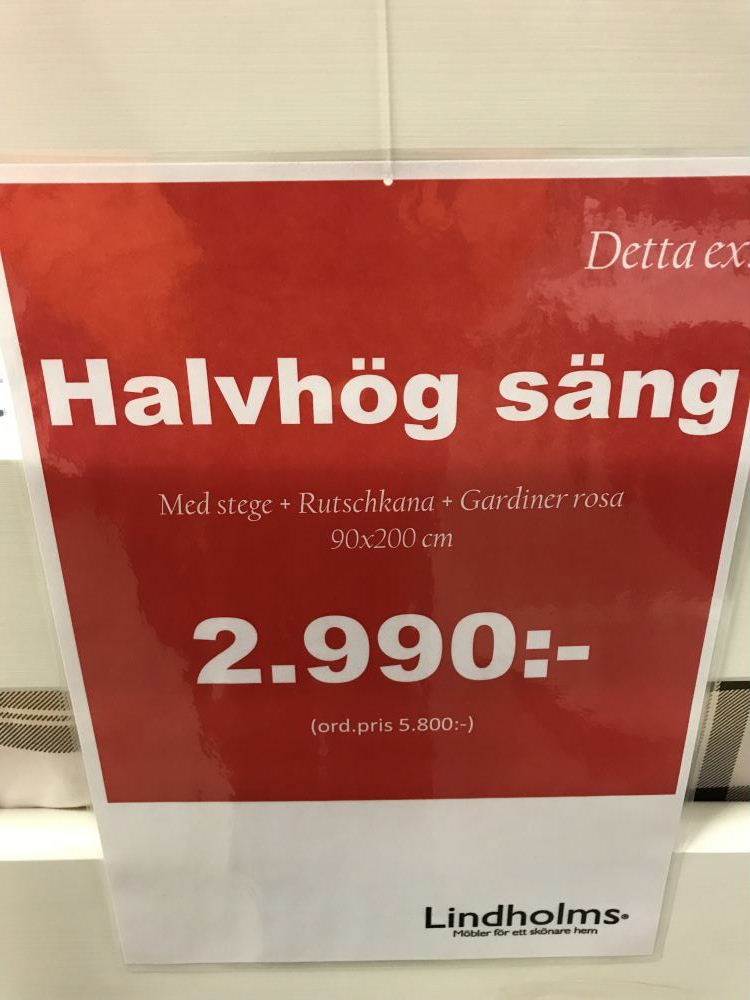 Detta ex.
Halvhög säng
Med stege + Rutschkana + Gardiner rosa
90x200 cm
2.990:-
(ord.pris 5.800:-)
Lindholms
Möbler för ett skönare hem